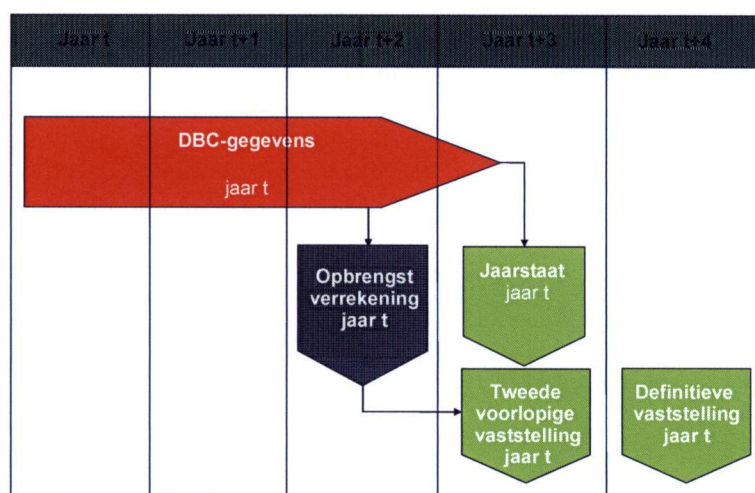 Jaar t
Jaar t+1
Jaar t+2
Jaar t+3
Jaar t+4
DBC-gegevens
jaar t
Opbrengst
verrekening
jaar t
Jaarstaat
jaar t
Tweede
voorlopige
vaststelling
jaar t
Definitieve
vaststelling
jaar t